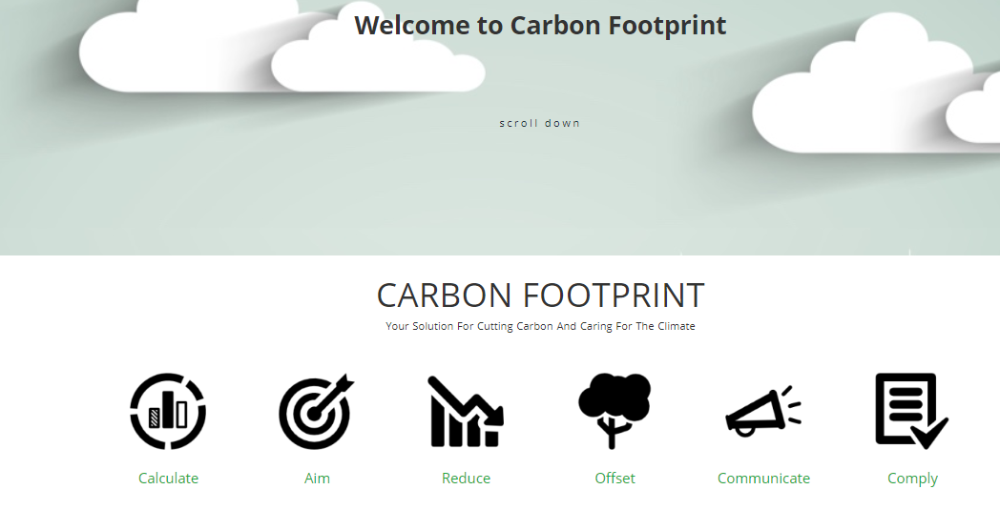 Welcome to Carbon Footprint
scroll down
CARBON FOOTPRINT
Your Solution For Cutting Carbon And Caring For The Climate
Calculate Aim Reduce Offset Communicate Comply